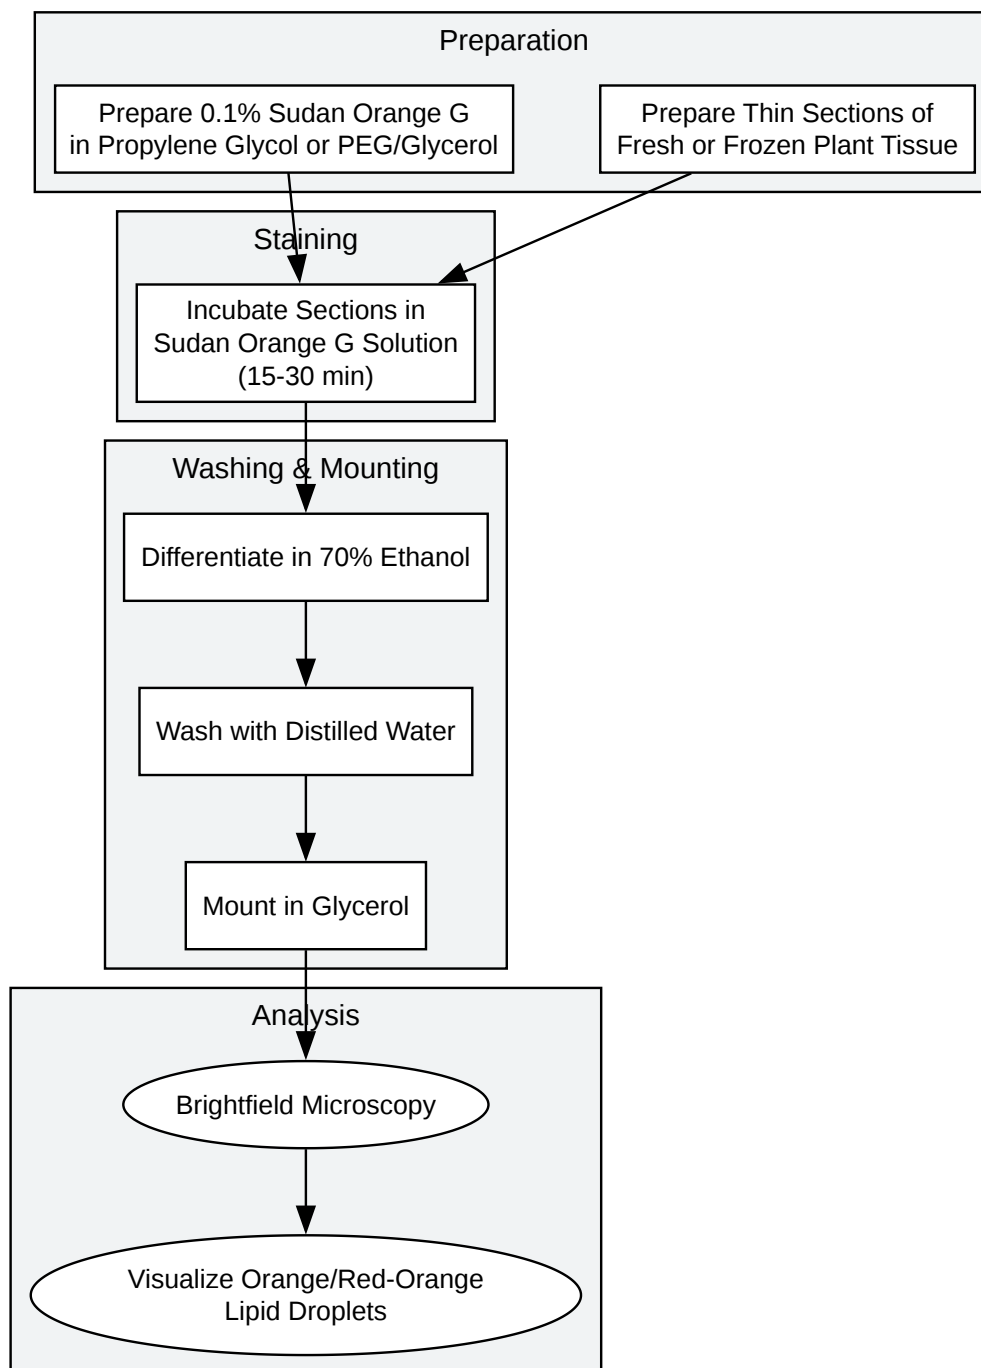 Preparation
Prepare 0.1% Sudan Orange G
in Propylene Glycol or PEG/Glycerol
Prepare Thin Sections of
Fresh or Frozen Plant Tissue
Staining
Incubate Sections in
Sudan Orange G Solution
(15-30 min)
Washing & Mounting
Differentiate in 70% Ethanol
Wash with Distilled Water
Mount in Glycerol
Analysis
Brightfield Microscopy
Visualize Orange/Red-Orange
Lipid Droplets